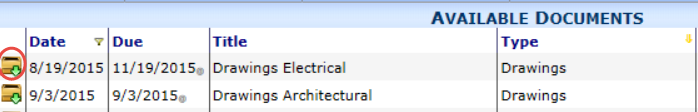 AVAILABLE DOCUMENTS
Date Due Title Type
8/19/2015 11/19/2015 Drawings Electrical Drawings
9/3/2015 9/3/2015 Drawings Architectural Drawings